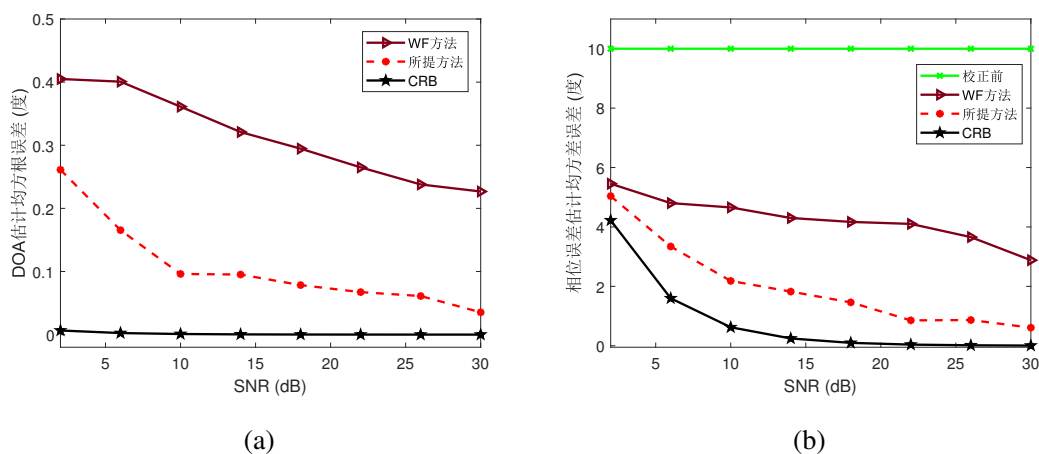 0.5
0.4
0.3
0.2
0.1
0
5
10
15
20
25
30
SNR (dB)
DOA估计均方根误差 (度)
WF方法
所提方法
CRB
(a)
10
8
6
4
2
0
5
10
15
20
25
30
SNR (dB)
相位误差估计均方差误差 (度)
校正前
WF方法
所提方法
CRB
(b)